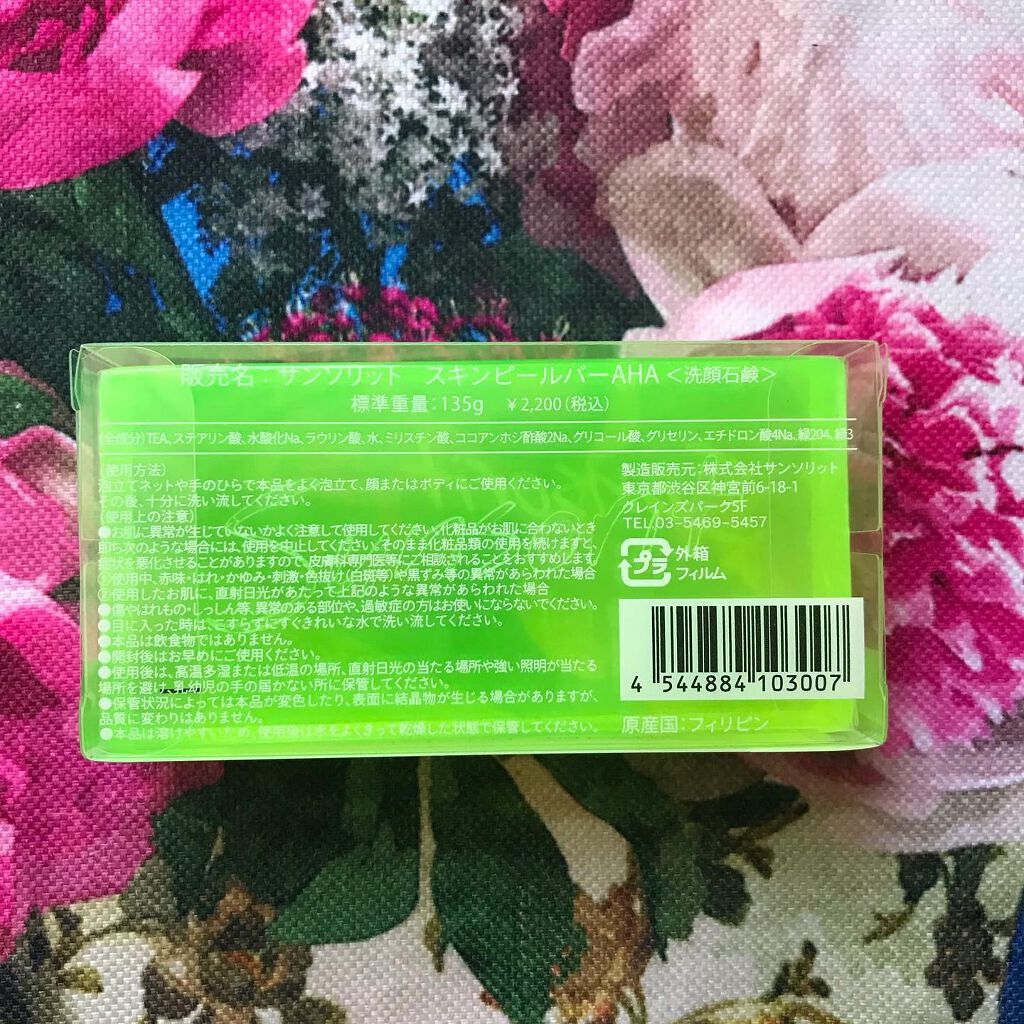 販売名：サンソリット スキンピールバーAHA＜洗顔石鹸＞
標準重量：135g ￥2,200（税込）
（全成分）TEA、ステアリン酸、水酸化Na、ラウリン酸、水、ミリスチン酸、ココアンホジ酢酸2Na、グリコール酸、グリセリン、エチドロン酸4Na、緑204、緑3
（使用方法）
泡立てネットや手のひらで本品をよく泡立て、顔またはボディにご使用ください。
その後、十分に洗い流してください。
（使用上の注意）
●お肌に異常が生じていないかよく注意して使用してください。化粧品がお肌に合わないとき
即ち次のような場合には、使用を中止してください。そのまま化粧品類の使用を続けますと、
症状を悪化させることがありますので、皮膚科専門医等にご相談されることをおすすめします。
①使用中、赤味・はれ・かゆみ・刺激・色抜け（白斑等）や黒ずみ等の異常があらわれた場合
②使用したお肌に、直射日光があたって上記のような異常があらわれた場合
●傷やはれもの・しっしん等、異常のある部位や、過敏症の方はお使いにならないでください。
●目に入った時は、こすらずにすぐきれいな水で洗い流してください。
●本品は飲食物ではありません。
●開封後はお早めにご使用ください。
●使用後は、高温多湿または低温の場所、直射日光の当たる場所や強い照明が当たる
場所を避け、幼児の手の届かない所に保管してください。
●保管状況によっては本品が変色したり、表面に結晶物が生じる場合がありますが、
品質に変わりはありません。
●本品は溶けやすいため、使用後は水をよくきって乾燥した状態で保管してください。
製造販売元：株式会社サンソリット
東京都渋谷区神宮前6-18-1
クレインズパーク5F
TEL.03-5469-5457
プラ
外箱
フィルム
4 544884 103007
原産国：フィリピン